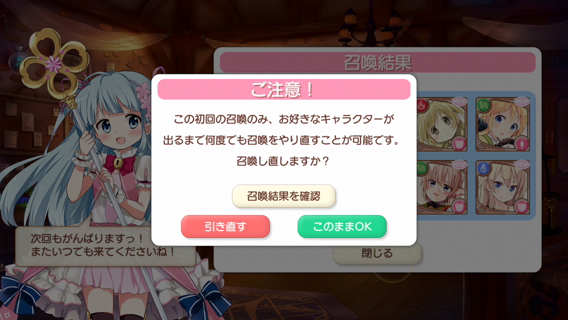 召喚結果
ご注意！
この初回の召喚のみ、お好きなキャラクターが
出るまで何度でも召喚をやり直すことが可能です。
召喚し直しますか？
召喚結果を確認
引き直す
このままOK
閉じる
次回もがんばりますっ！
またいつでも来てくださいね！